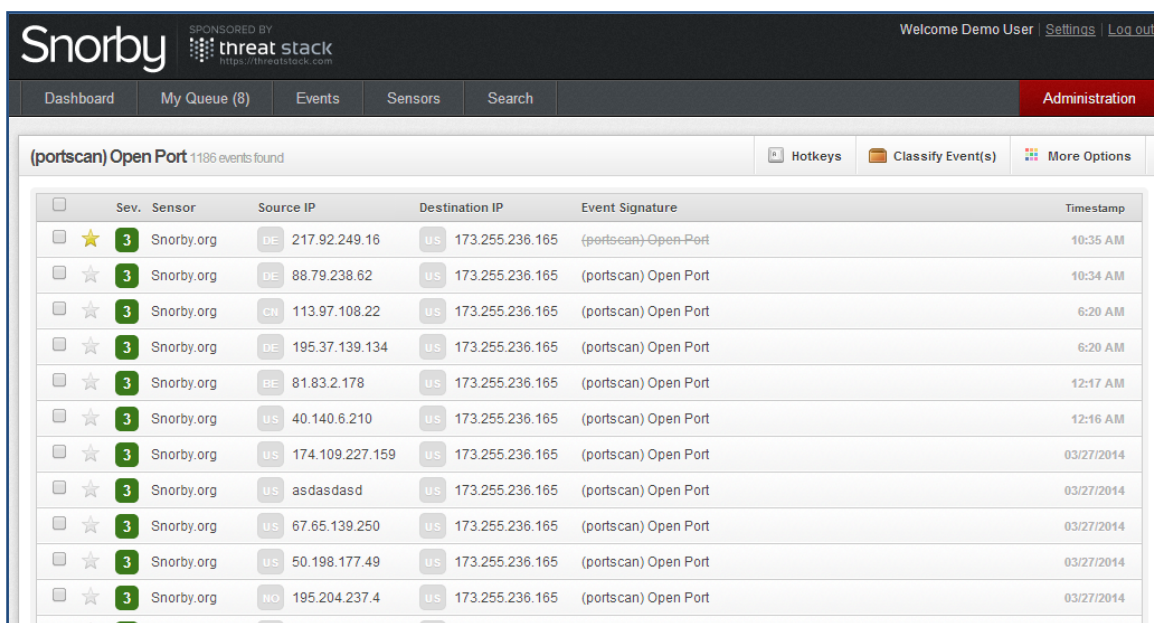 Snorby SPONSORED BY threat stack https://threatstack.com Welcome Demo User | Settings | Log out
Dashboard My Queue (8) Events Sensors Search Administration
(portscan) Open Port 1186 events found Hotkeys Classify Event(s) More Options
Sev. Sensor Source IP Destination IP Event Signature Timestamp
3 Snorby.org DE 217.92.249.16 US 173.255.236.165 (portscan) Open Port 10:35 AM
3 Snorby.org DE 88.79.238.62 US 173.255.236.165 (portscan) Open Port 10:34 AM
3 Snorby.org CN 113.97.108.22 US 173.255.236.165 (portscan) Open Port 6:20 AM
3 Snorby.org DE 195.37.139.134 US 173.255.236.165 (portscan) Open Port 6:20 AM
3 Snorby.org BE 81.83.2.178 US 173.255.236.165 (portscan) Open Port 12:17 AM
3 Snorby.org US 40.140.6.210 US 173.255.236.165 (portscan) Open Port 12:16 AM
3 Snorby.org US 174.109.227.159 US 173.255.236.165 (portscan) Open Port 03/27/2014
3 Snorby.org US asdasdasd US 173.255.236.165 (portscan) Open Port 03/27/2014
3 Snorby.org US 67.65.139.250 US 173.255.236.165 (portscan) Open Port 03/27/2014
3 Snorby.org US 50.198.177.49 US 173.255.236.165 (portscan) Open Port 03/27/2014
3 Snorby.org NO 195.204.237.4 US 173.255.236.165 (portscan) Open Port 03/27/2014